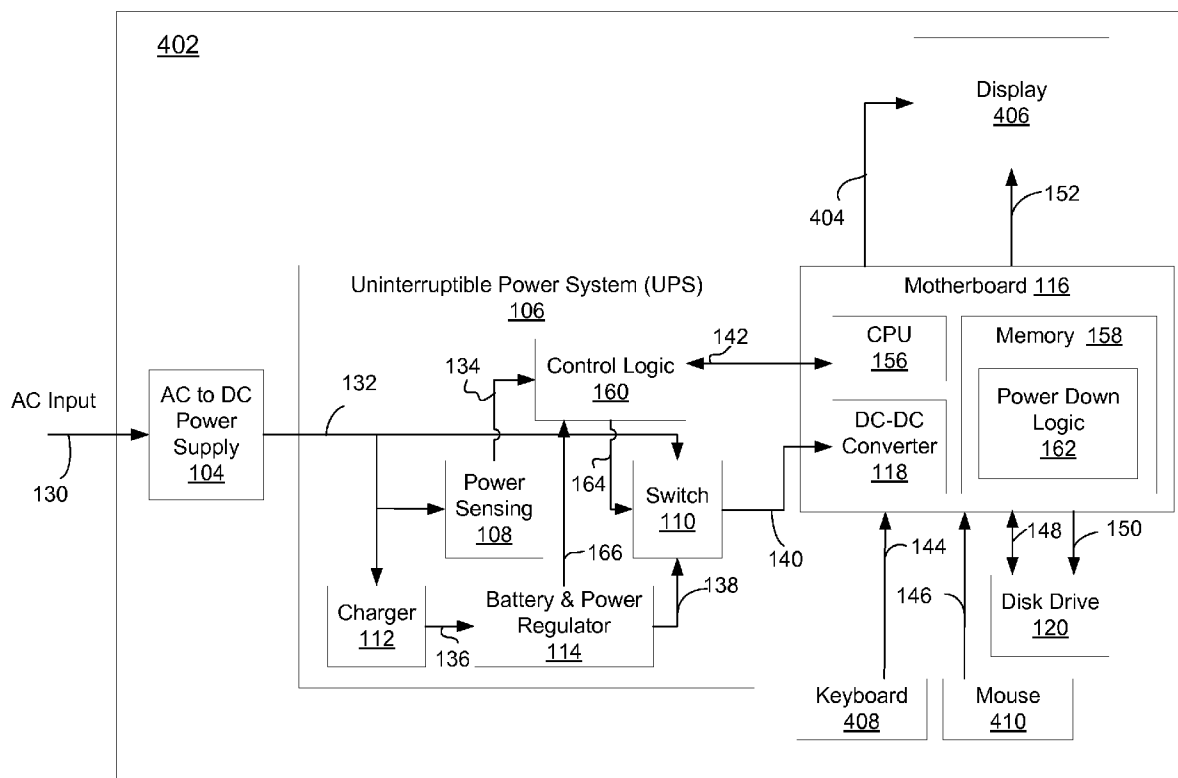 402
Display
406
404
152
Uninterruptible Power System (UPS)
106
Motherboard 116
CPU
156
Memory 158
Power Down
Logic
162
DC-DC
Converter
118
142
134
Control Logic
160
132
AC Input
130
AC to DC
Power
Supply
104
164
Power
Sensing
108
Switch
110
140
166
138
Charger
112
136
Battery & Power
Regulator
114
144
146
148
150
Disk Drive
120
Keyboard
408
Mouse
410